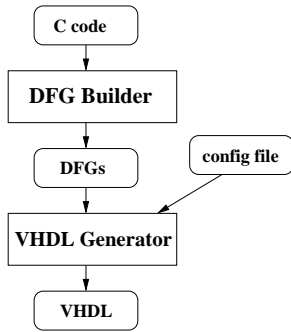 C code
DFG Builder
DFGs
config file
VHDL Generator
VHDL